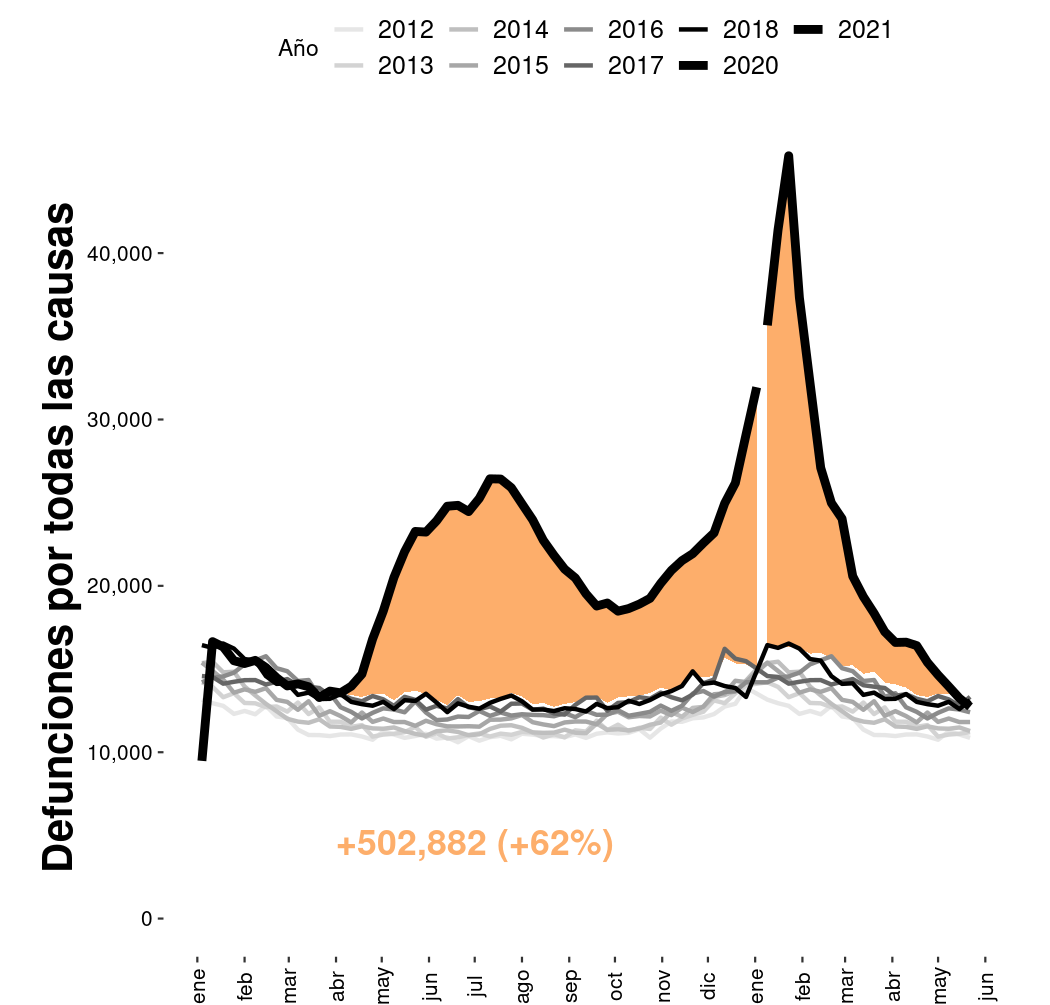 2012 2014 2016 2018 2021
Año
2013 2015 2017 2020
Defunciones por todas las causas
40,000
30,000
20,000
10,000
0
+502,882 (+62%)
ene feb mar abr may jun jul ago sep oct nov dic ene feb mar abr may jun